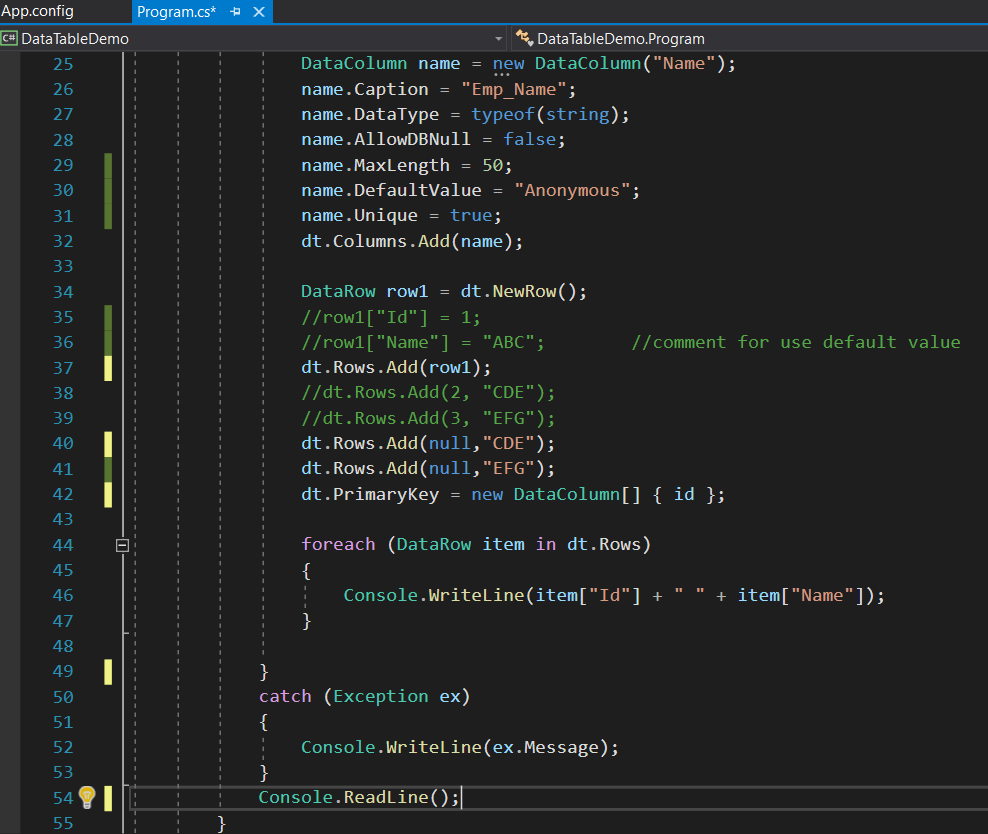 App.config Program.cs*
C# DataTableDemo DataTableDemo.Program
25 DataColumn name = new DataColumn("Name");
26 name.Caption = "Emp_Name";
27 name.DataType = typeof(string);
28 name.AllowDBNull = false;
29 name.MaxLength = 50;
30 name.DefaultValue = "Anonymous";
31 name.Unique = true;
32 dt.Columns.Add(name);
33
34 DataRow row1 = dt.NewRow();
35 //row1["Id"] = 1;
36 //row1["Name"] = "ABC"; //comment for use default value
37 dt.Rows.Add(row1);
38 //dt.Rows.Add(2, "CDE");
39 //dt.Rows.Add(3, "EFG");
40 dt.Rows.Add(null,"CDE");
41 dt.Rows.Add(null,"EFG");
42 dt.PrimaryKey = new DataColumn[] { id };
43
44 foreach (DataRow item in dt.Rows)
45 {
46 Console.WriteLine(item["Id"] + " " + item["Name"]);
47 }
48
49 }
50 catch (Exception ex)
51 {
52 Console.WriteLine(ex.Message);
53 }
54 Console.ReadLine();
55 }